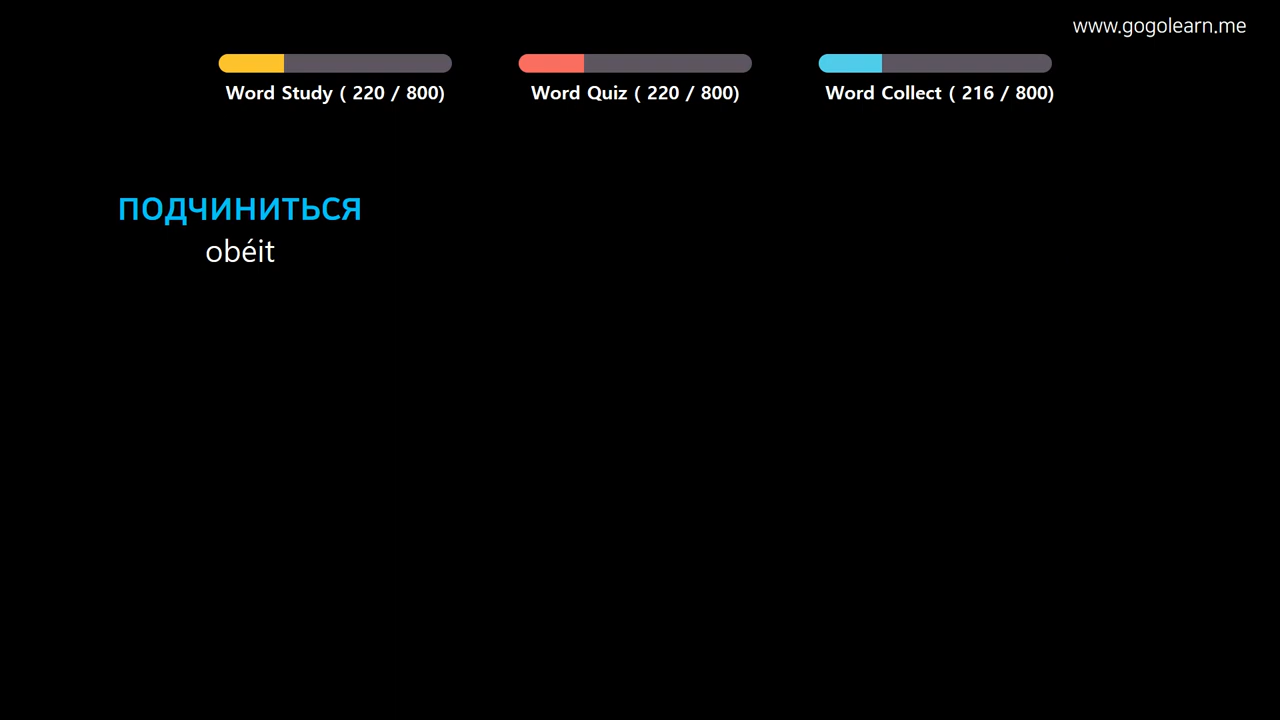 www.gogolearn.me
Word Study ( 220 / 800)
Word Quiz ( 220 / 800)
Word Collect ( 216 / 800)
подчиниться
obéit